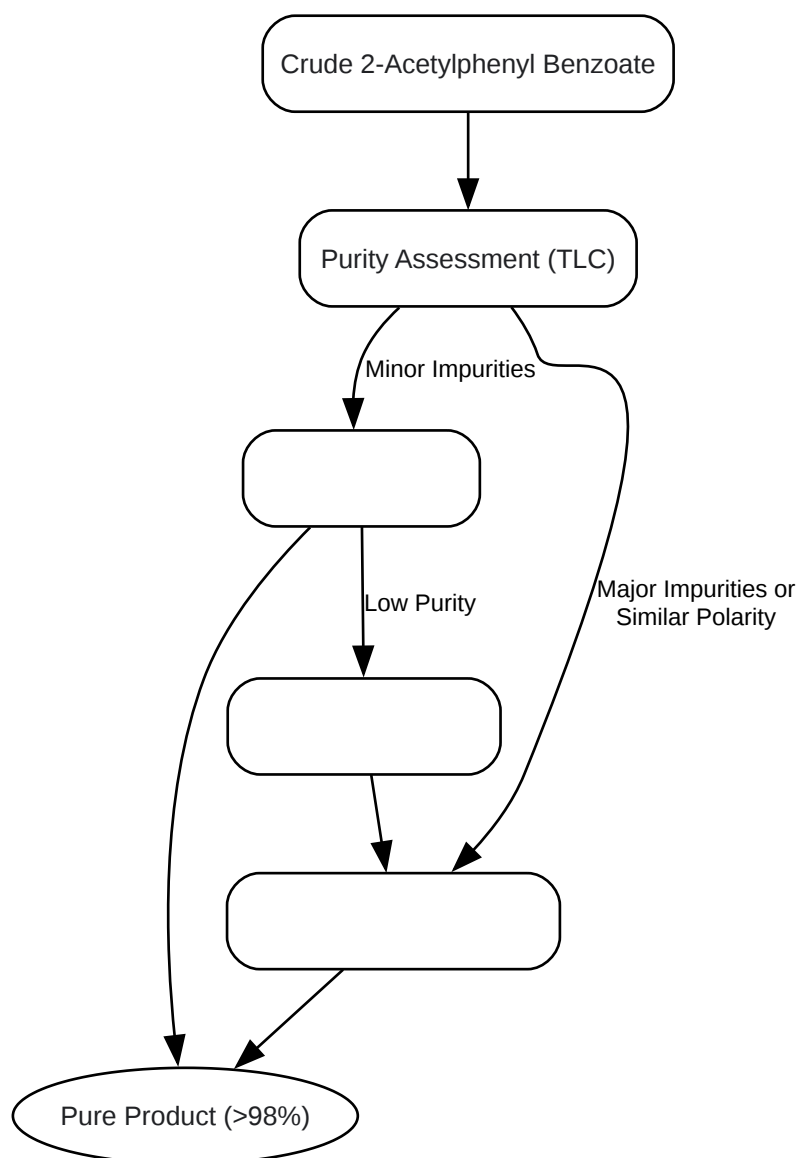 Crude 2-Acetylphenyl Benzoate
Purity Assessment (TLC)
Minor Impurities
Major Impurities or
Similar Polarity
Low Purity
Pure Product (>98%)